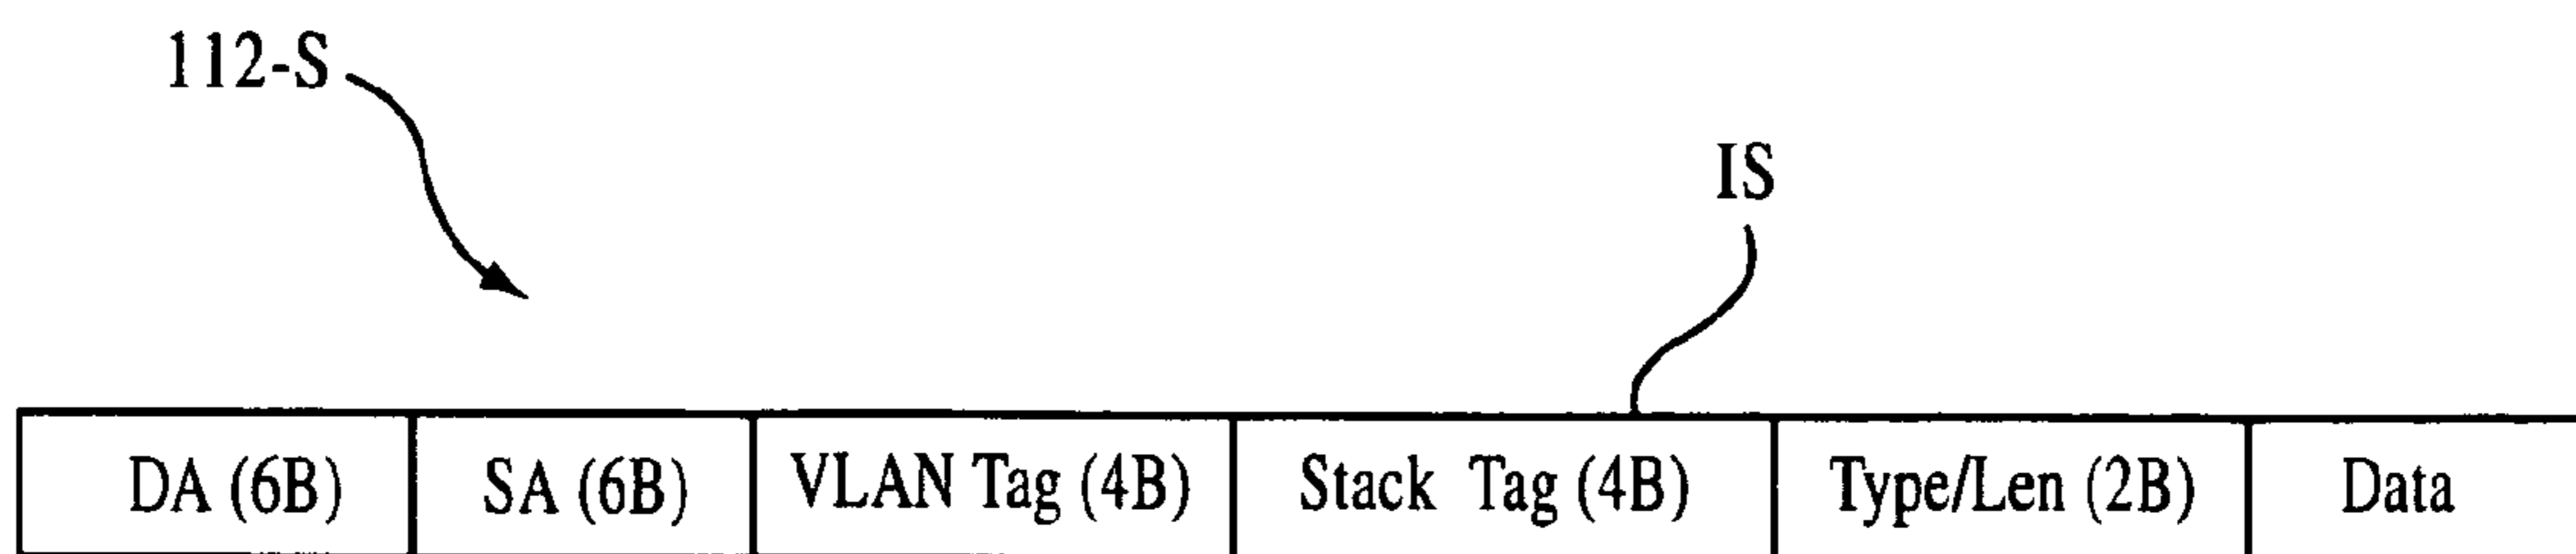 112-S
IS
DA (6B) SA (6B) VLAN Tag (4B) Stack Tag (4B) Type/Len (2B) Data